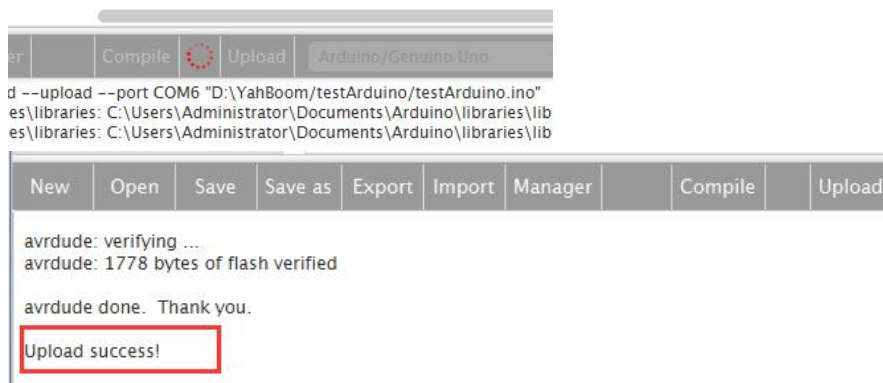 er Compile Upload Arduino/Genuino Uno
d --upload --port COM6 "D:\YahBoom/testArduino/testArduino.ino"
es\libraries: C:\Users\Administrator\Documents\Arduino\libraries\lib
es\libraries: C:\Users\Administrator\Documents\Arduino\libraries\lib
New Open Save Save as Export Import Manager Compile Upload
avrdude: verifying ...
avrdude: 1778 bytes of flash verified
avrdude done. Thank you.
Upload success!